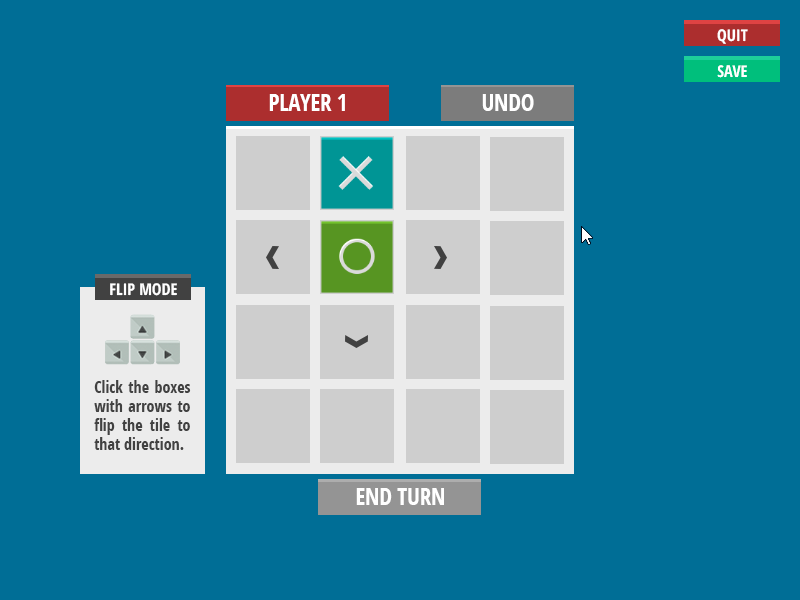 QUIT
SAVE
PLAYER 1
UNDO
FLIP MODE
Click the boxes
with arrows to
flip the tile to
that direction.
END TURN